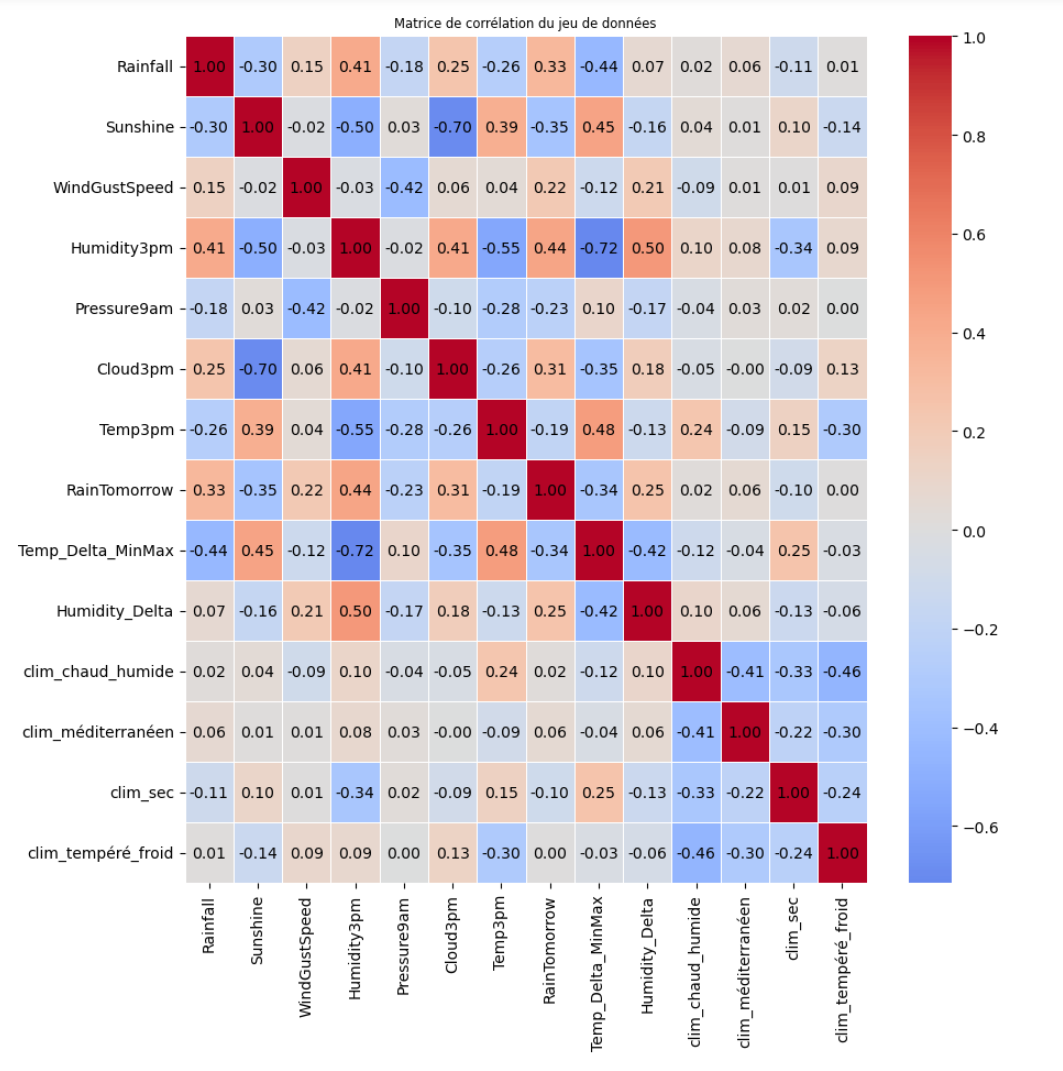 Matrice de corrélation du jeu de données
Rainfall 1.00 -0.30 0.15 0.41 -0.18 0.25 -0.26 0.33 -0.44 0.07 0.02 0.06 -0.11 0.01
Sunshine -0.30 1.00 -0.02 -0.50 0.03 -0.70 0.39 -0.35 0.45 -0.16 0.04 0.01 0.10 -0.14
WindGustSpeed 0.15 -0.02 1.00 -0.03 -0.42 0.06 0.04 0.22 -0.12 0.21 -0.09 0.01 0.01 0.09
Humidity3pm 0.41 -0.50 -0.03 1.00 -0.02 0.41 -0.55 0.44 -0.72 0.50 0.10 0.08 -0.34 0.09
Pressure9am -0.18 0.03 -0.42 -0.02 1.00 -0.10 -0.28 -0.23 0.10 -0.17 -0.04 0.03 0.02 0.00
Cloud3pm 0.25 -0.70 0.06 0.41 -0.10 1.00 -0.26 0.31 -0.35 0.18 -0.05 -0.00 -0.09 0.13
Temp3pm -0.26 0.39 0.04 -0.55 -0.28 -0.26 1.00 -0.19 0.48 -0.13 0.24 -0.09 0.15 -0.30
RainTomorrow 0.33 -0.35 0.22 0.44 -0.23 0.31 -0.19 1.00 -0.34 0.25 0.02 0.06 -0.10 0.00
Temp_Delta_MinMax -0.44 0.45 -0.12 -0.72 0.10 -0.35 0.48 -0.34 1.00 -0.42 -0.12 -0.04 0.25 -0.03
Humidity_Delta 0.07 -0.16 0.21 0.50 -0.17 0.18 -0.13 0.25 -0.42 1.00 0.10 0.06 -0.13 -0.06
clim_chaud_humide 0.02 0.04 -0.09 0.10 -0.04 -0.05 0.24 0.02 -0.12 0.10 1.00 -0.41 -0.33 -0.46
clim_méditerranéen 0.06 0.01 0.01 0.08 0.03 -0.00 -0.09 0.06 -0.04 0.06 -0.41 1.00 -0.22 -0.30
clim_sec -0.11 0.10 0.01 -0.34 0.02 -0.09 0.15 -0.10 0.25 -0.13 -0.33 -0.22 1.00 -0.24
clim_tempéré_froid 0.01 -0.14 0.09 0.09 0.00 0.13 -0.30 0.00 -0.03 -0.06 -0.46 -0.30 -0.24 1.00
Rainfall
Sunshine
WindGustSpeed
Humidity3pm
Pressure9am
Cloud3pm
Temp3pm
RainTomorrow
Temp_Delta_MinMax
Humidity_Delta
clim_chaud_humide
clim_méditerranéen
clim_sec
clim_tempéré_froid
1.0
0.8
0.6
0.4
0.2
0.0
−0.2
−0.4
−0.6